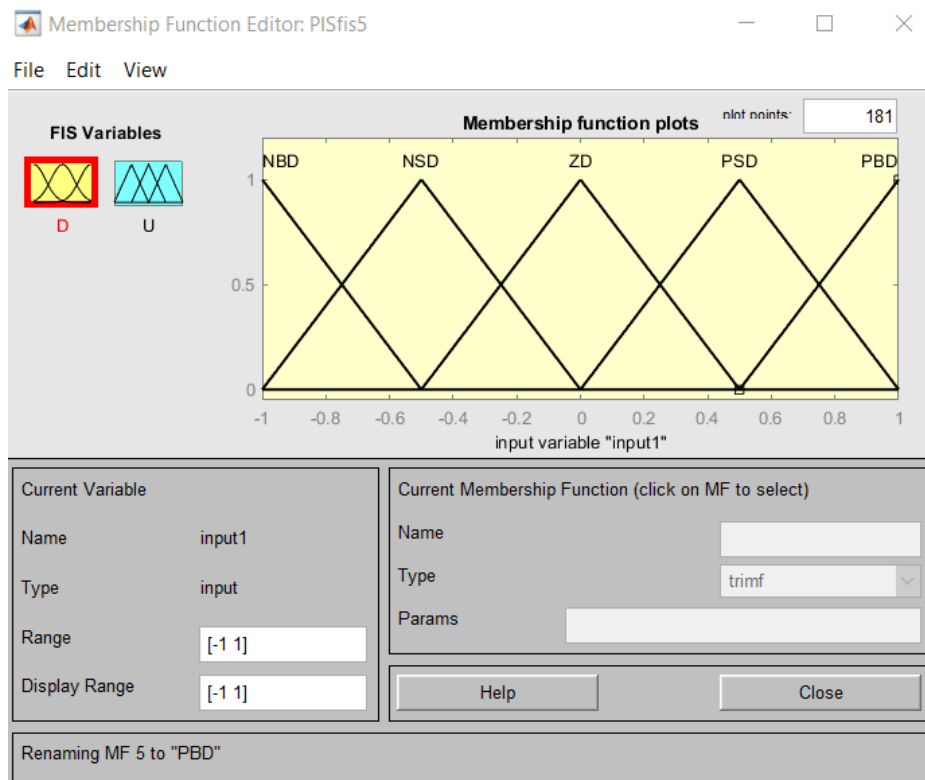 Membership Function Editor: PISfis5
File Edit View
FIS Variables
D U
Membership function plots
plot points: 181
NBD NSD ZD PSD PBD
1
0.5
0
-1 -0.8 -0.6 -0.4 -0.2 0 0.2 0.4 0.6 0.8 1
input variable "input1"
Current Variable
Name input1
Type input
Range [-1 1]
Display Range [-1 1]
Current Membership Function (click on MF to select)
Name
Type trimf
Params
Help Close
Renaming MF 5 to "PBD"